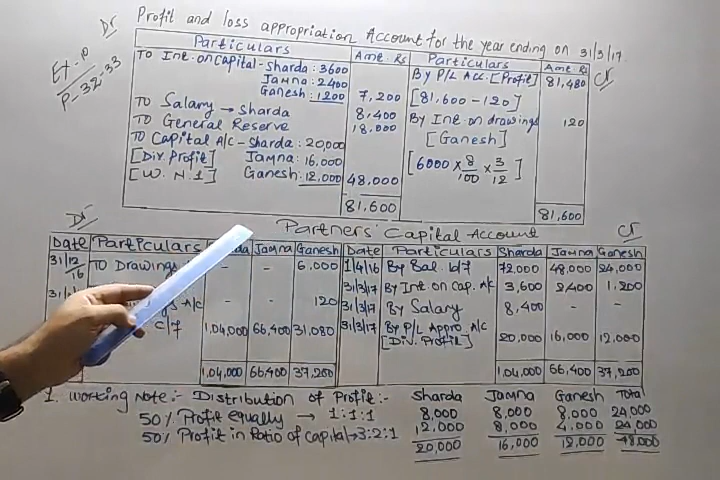 Dr Profit and loss appropriation Account for the year ending on 31/3/17.
Ex-10
P-32-33
Particulars Amt. Rs Particulars Amt. Rs Cr
To Int. on Capital - Sharda: 3600 By P/L Acc. [Profit] 81,480
Jamna: 2400
Ganesh: 1200 7,200 [81,600 - 120]
To Salary → Sharda 8,400 By Int. on drawings 120
To General Reserve 18,000 [Ganesh]
To Capital A/C - Sharda: 20,000
[Div. Profit] Jamna: 16,000 [6000 × 8/100 × 3/12]
[W. N. 1] Ganesh: 12,000 48,000
81,600 81,600
Dr Partners' Capital Account Cr
Date Particulars Jamna Ganesh Date Particulars Sharda Jamna Ganesh
31/12/16 To Drawings - - 6,000 1/4/16 By Bal. b/f 72,000 48,000 24,000
- - 120 31/3/17 By Int on cap. A/c 3,600 2,400 1,200
A/c 31/3/17 By Salary 8,400 - -
c/f 1,04,000 66,400 31,080 31/3/17 By P/L Appro. A/c 20,000 16,000 12,000
[Div. Profit]
1,04,000 66,400 37,200 1,04,000 66,400 37,200
1. Working Note :- Distribution of Profit :- Sharda Jamna Ganesh Total
50% Profit equally → 1:1:1 8,000 8,000 8,000 24,000
50% Profit in Ratio of capital → 3:2:1 12,000 8,000 4,000 24,000
20,000 16,000 12,000 48,000